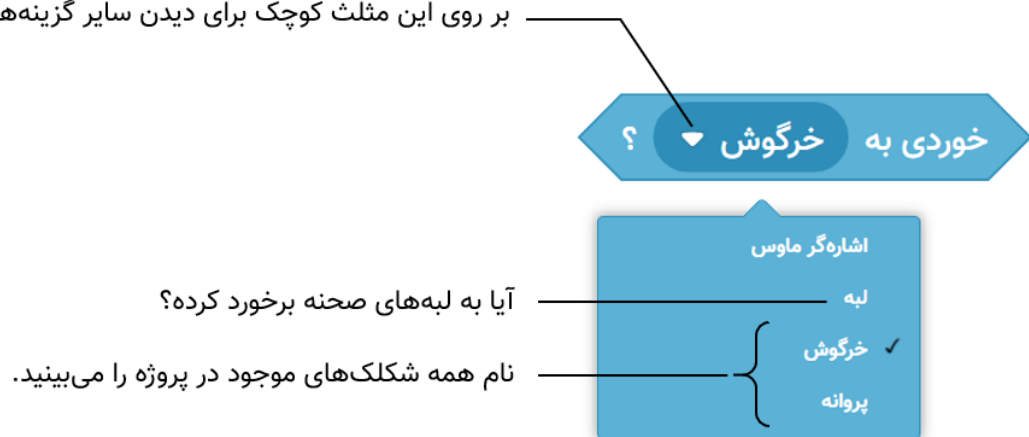 بر روی این مثلث کوچک برای دیدن سایر گزینه‌ه
خوردی به خرگوش ؟
اشاره‌گر ماوس
لبه
آیا به لبه‌های صحنه برخورد کرده؟
خرگوش
پروانه
نام همه شکلک‌های موجود در پروژه را می‌بینید.